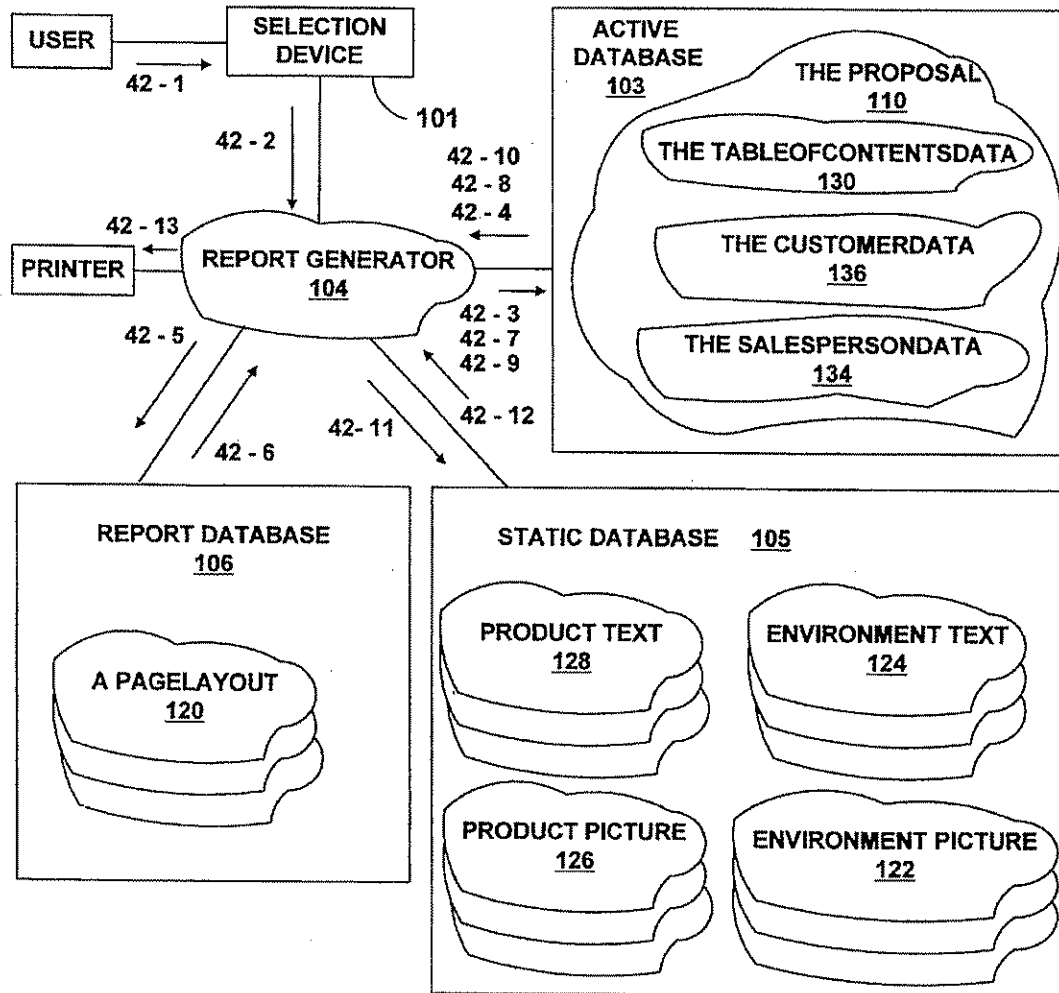 USER
SELECTION
DEVICE
42 - 1
101
42 - 2
42 - 10
42 - 8
42 - 4
42 - 13
PRINTER
REPORT GENERATOR
104
42 - 3
42 - 7
42 - 9
42 - 5
42 - 6
42- 11
42 - 12
ACTIVE
DATABASE
103
THE PROPOSAL
110
THE TABLEOFCONTENTSDATA
130
THE CUSTOMERDATA
136
THE SALESPERSONDATA
134
REPORT DATABASE
106
A PAGELAYOUT
120
STATIC DATABASE 105
PRODUCT TEXT
128
ENVIRONMENT TEXT
124
PRODUCT PICTURE
126
ENVIRONMENT PICTURE
122